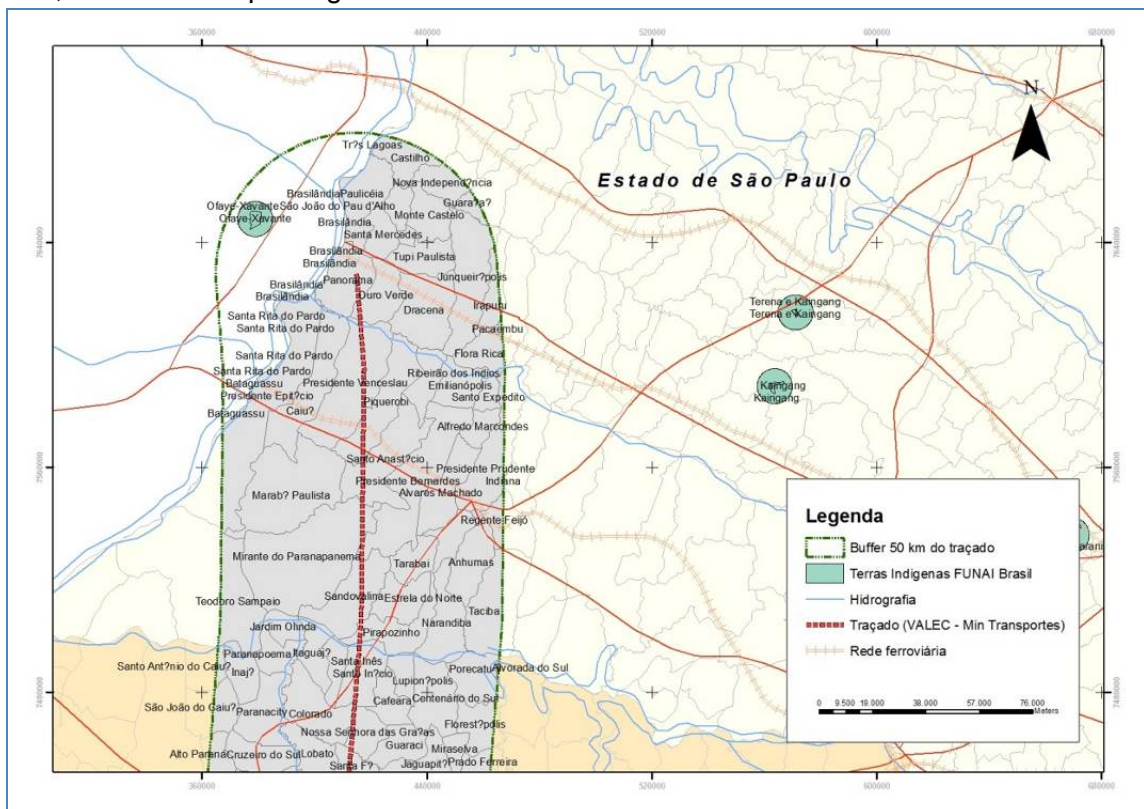 360000 440000 520000 600000 680000
N
Tr?s Lagoas
Castilho
Estado de São Paulo
Nova Independ?ncia
Brasilândia Paulicéia
Guara?a?
Ofaye-Xavante São João do Pau d'Alho
Ofaye-Xavante
Monte Castelo
Brasilândia
Santa Mercedes
7640000 7640000
Brasilândia
Tupi Paulista
Brasilândia
Junqueir?polis
Panorama
Brasilândia
Ouro Verde
Brasilândia
Terena e Kaingang
Irapuru
Dracena
Terena e Kaingang
Santa Rita do Pardo
Santa Rita do Pardo
Pacaembu
Santa Rita do Pardo
Flora Rica
Santa Rita do Pardo
Ribeirão dos Índios
Bataguassu
Presidente Venceslau
Emilianópolis
Kaingang
Presidente Epit?cio
Santo Expedito
Kaingang
Piquerobi
Bataguassu
Caiu?
Alfredo Marcondes
Santo Anast?cio
7560000 7560000
Presidente Prudente
Presidente Bernardes
Indiana
Marab? Paulista
Alvares Machado
Regente Feijó
Legenda
Buffer 50 km do traçado
Terras Indigenas FUNAI Brasil
Hidrografia
Traçado (VALEC - Min Transportes)
Rede ferroviária
0 9.500 19.000 38.000 57.000 76.000
Meters
Mirante do Paranapanema
Tarabai
Anhumas
Teodoro Sampaio
Sandovalina
Estrela do Norte
Taciba
Jardim Olinda
Narandiba
Pirapozinho
Paranapoema
Itaguaj?
Santo Ant?nio do Caiu?
Santa Inês
Porecatu
Alvorada do Sul
Inaj?
Santo In?cio
Lupion?polis
7480000 7480000
Cafeara
Centenário do Sul
São João do Caiu?
Paranacity
Colorado
Florest?polis
Nossa Senhora das Gra?as
Guaraci
Miraselva
Alto Paraná
Cruzeiro do Sul
Lobato
Santa F?
Jaguapit?
Prado Ferreira
360000 440000 520000 600000 680000